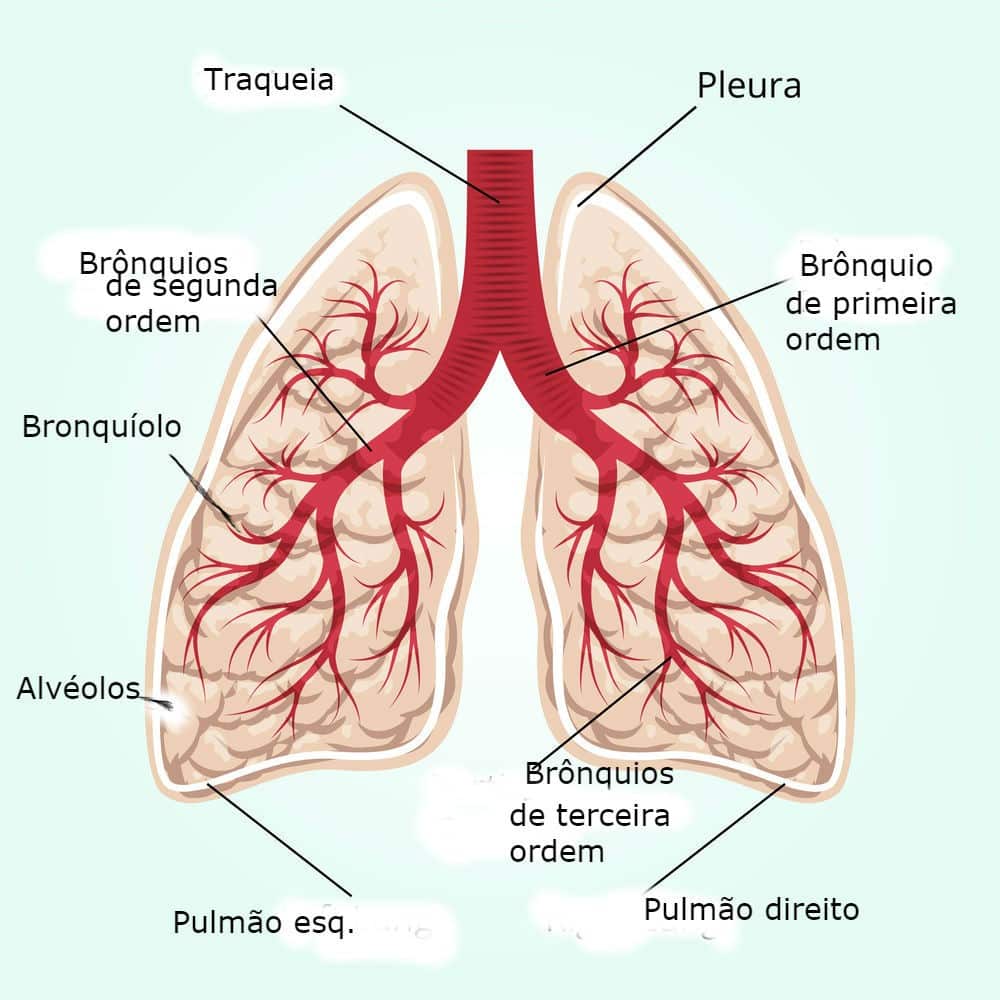 Traqueia
Pleura
Brônquios
de segunda
ordem
Brônquio
de primeira
ordem
Bronquíolo
Alvéolos
Brônquios
de terceira
ordem
Pulmão esq.
Pulmão direito